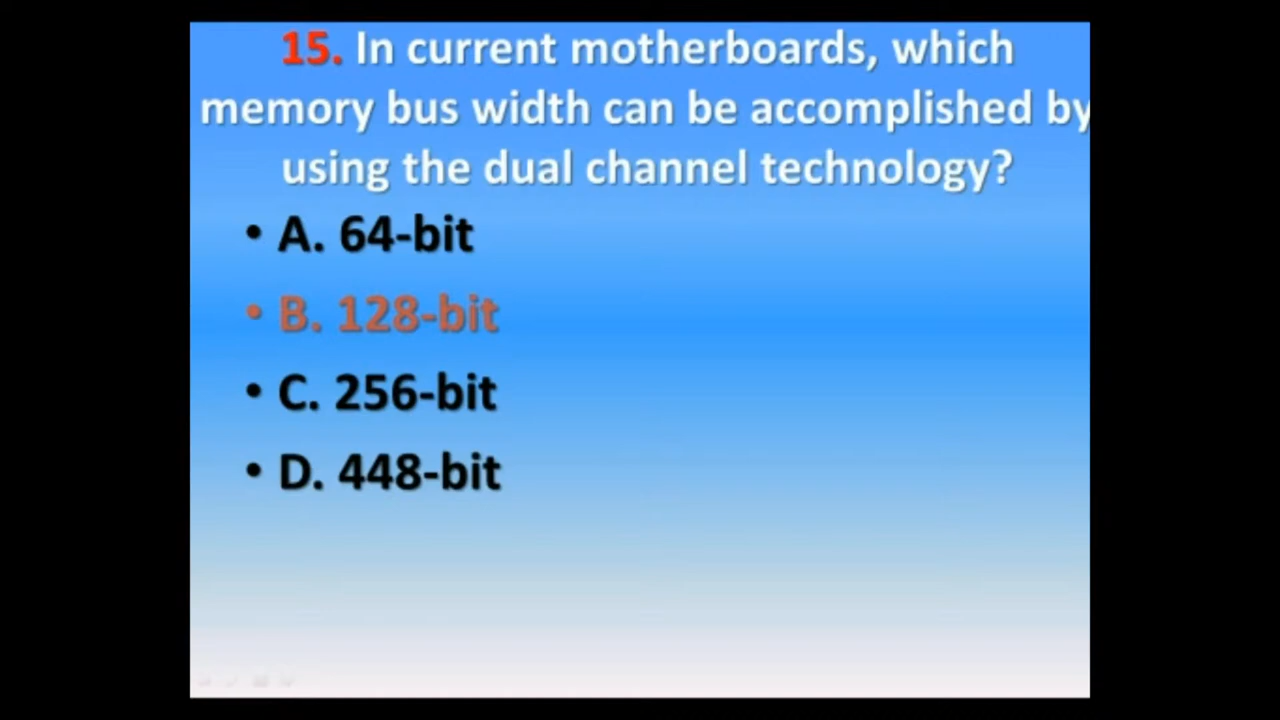 15. In current motherboards, which
memory bus width can be accomplished by
using the dual channel technology?
• A. 64-bit
• B. 128-bit
• C. 256-bit
• D. 448-bit